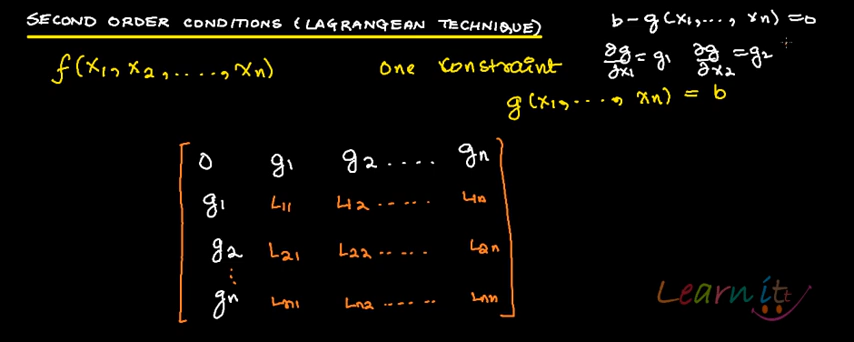 SECOND ORDER CONDITIONS (LAGRANGEAN TECHNIQUE)
b - g(x1, ..., xn) = 0
∂g/∂x1 = g1 ∂g/∂x2 = g2
f(x1, x2, ...., xn) one constraint
g(x1, ..., xn) = b
0 g1 g2 .... gn
g1 L11 L12 ...... L1n
g2 L21 L22 ...... L2n
⋮
gn Ln1 Ln2 ...... Lnn
Learn itt